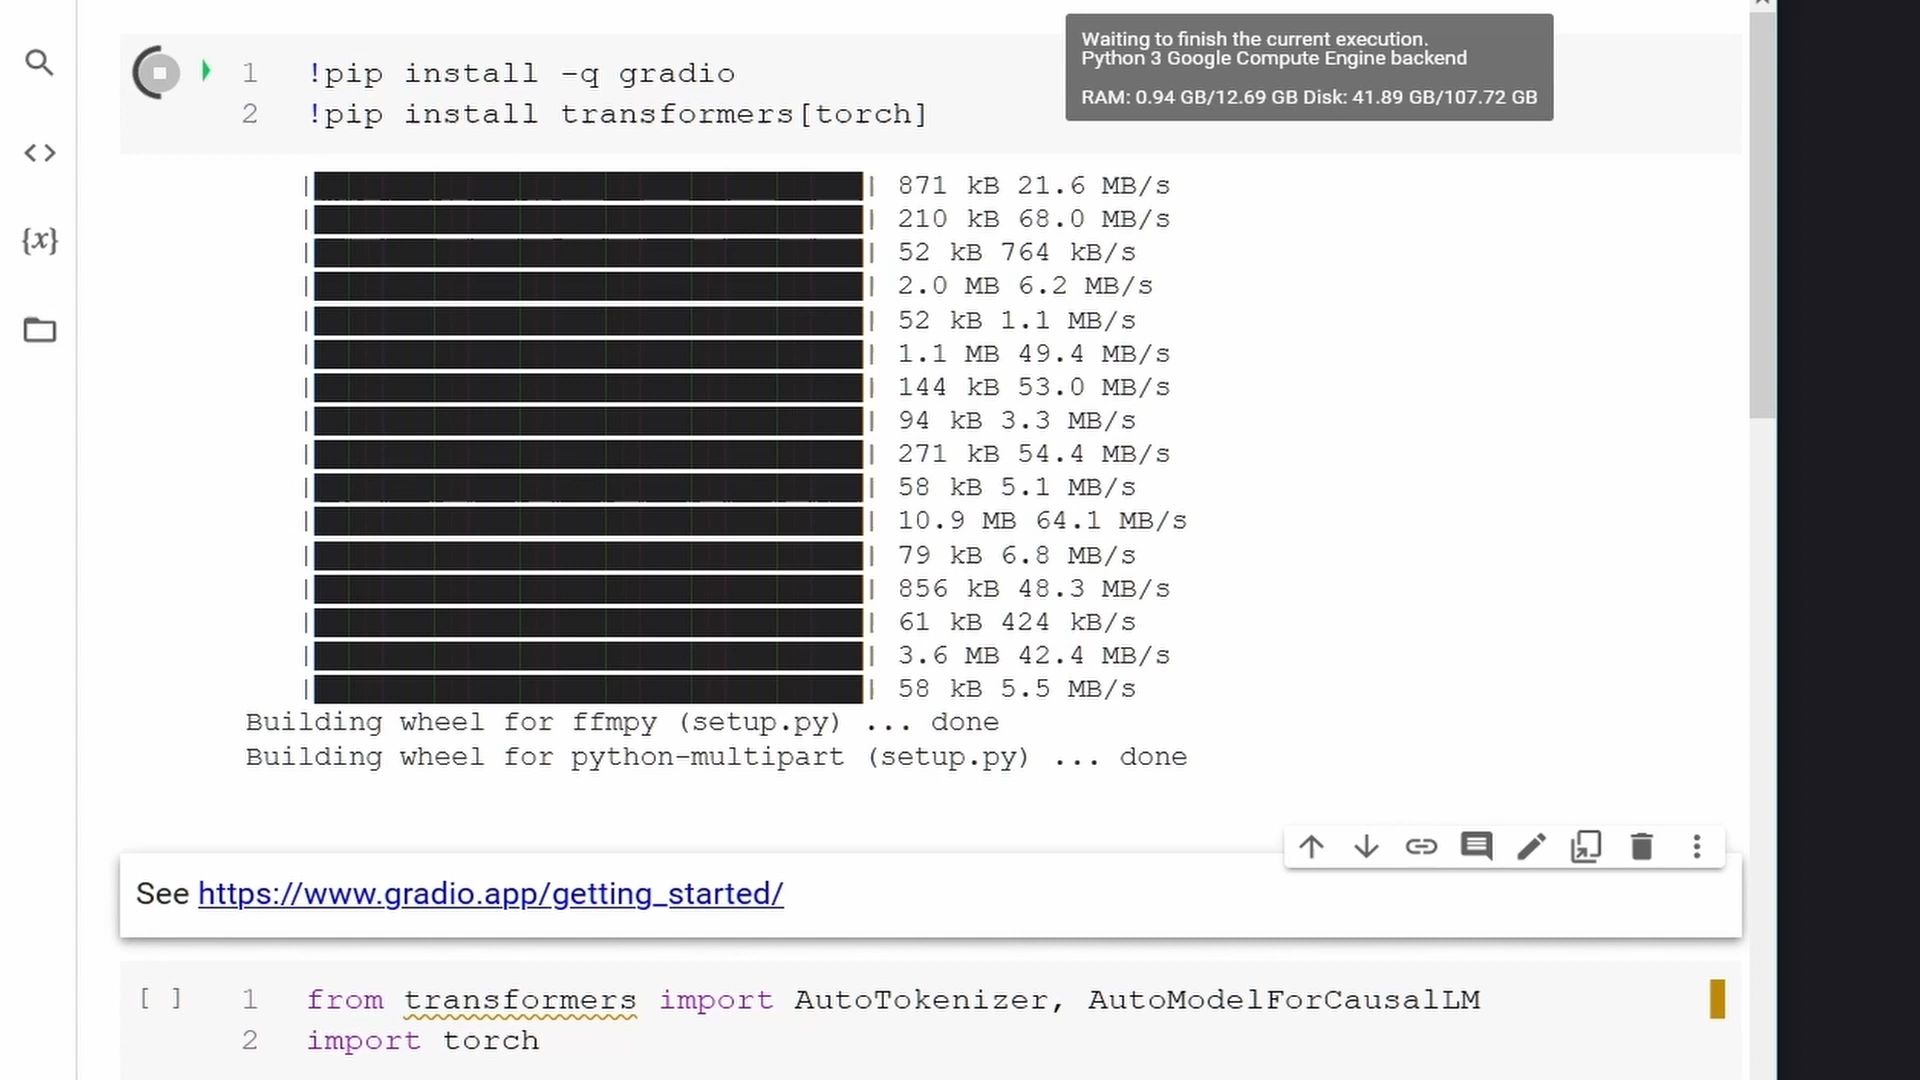 Waiting to finish the current execution.
Python 3 Google Compute Engine backend
RAM: 0.94 GB/12.69 GB Disk: 41.89 GB/107.72 GB
1 !pip install -q gradio
2 !pip install transformers[torch]
| | 871 kB 21.6 MB/s
| | 210 kB 68.0 MB/s
| | 52 kB 764 kB/s
| | 2.0 MB 6.2 MB/s
| | 52 kB 1.1 MB/s
| | 1.1 MB 49.4 MB/s
| | 144 kB 53.0 MB/s
| | 94 kB 3.3 MB/s
| | 271 kB 54.4 MB/s
| | 58 kB 5.1 MB/s
| | 10.9 MB 64.1 MB/s
| | 79 kB 6.8 MB/s
| | 856 kB 48.3 MB/s
| | 61 kB 424 kB/s
| | 3.6 MB 42.4 MB/s
| | 58 kB 5.5 MB/s
Building wheel for ffmpy (setup.py) ... done
Building wheel for python-multipart (setup.py) ... done
See https://www.gradio.app/getting_started/
[ ] 1 from transformers import AutoTokenizer, AutoModelForCausalLM
2 import torch